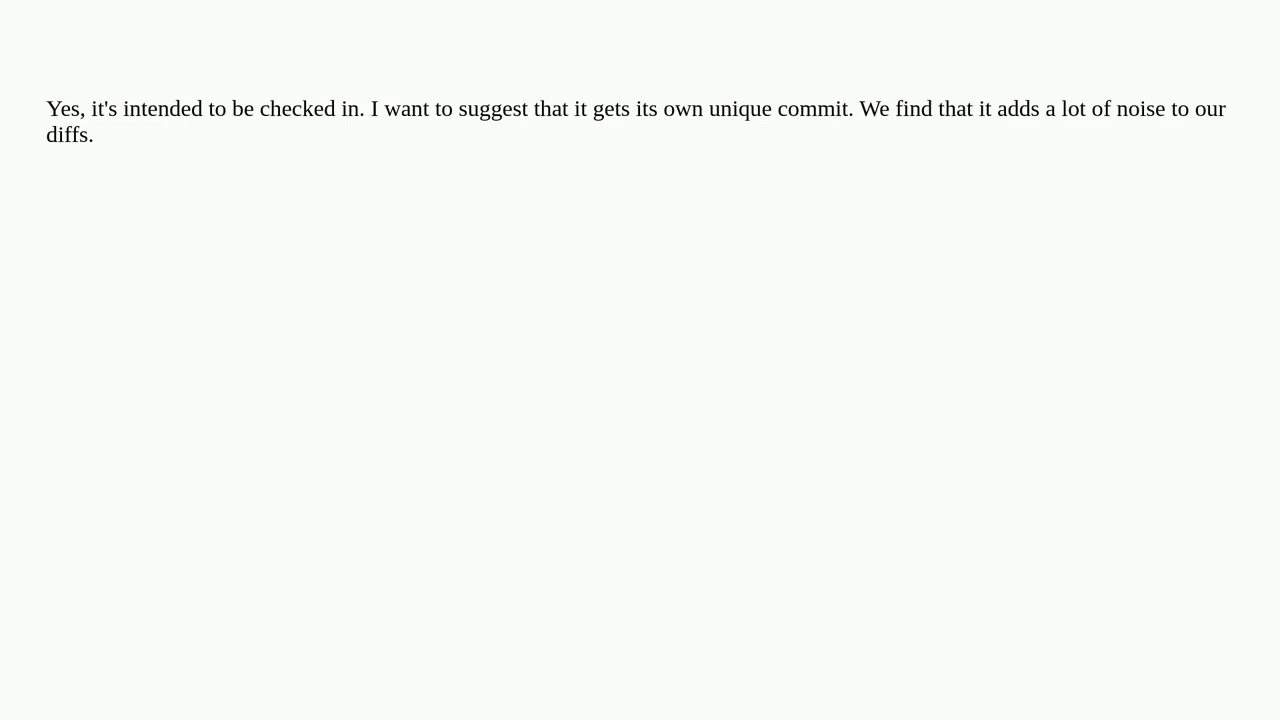 Yes, it's intended to be checked in. I want to suggest that it gets its own unique commit. We find that it adds a lot of noise to our
diffs.